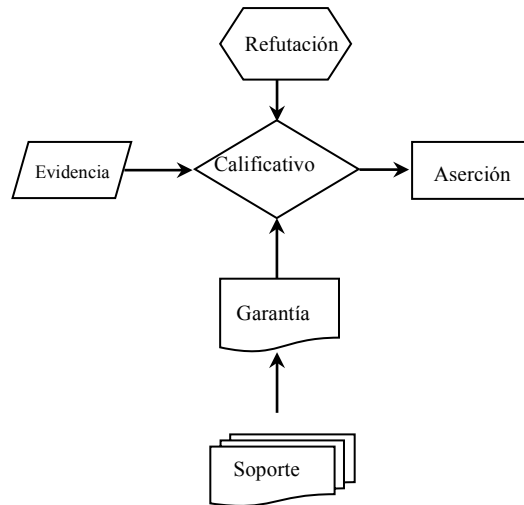 Refutación
Evidencia
Calificativo
Aserción
Garantía
Soporte